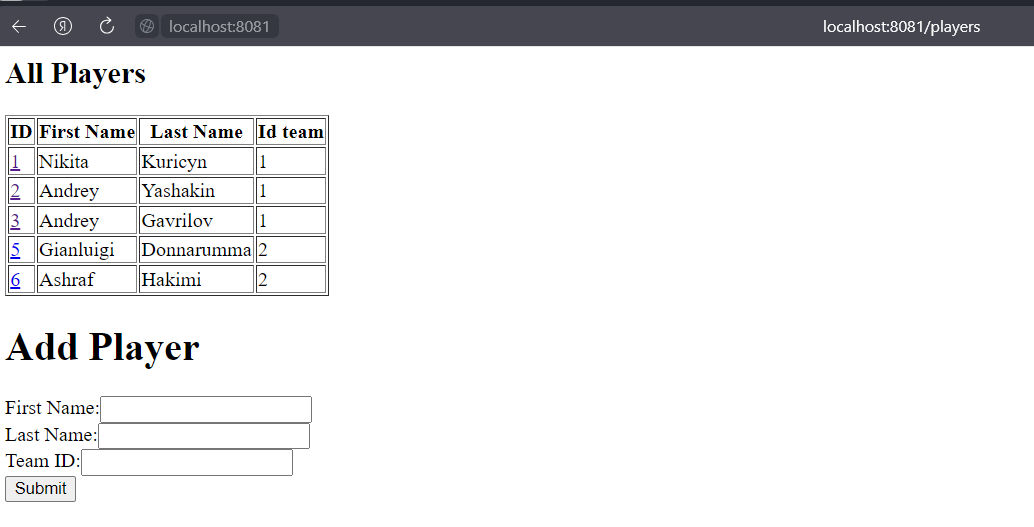 Я localhost:8081 localhost:8081/players
All Players
ID First Name Last Name Id team
1 Nikita Kuricyn 1
2 Andrey Yashakin 1
3 Andrey Gavrilov 1
5 Gianluigi Donnarumma 2
6 Ashraf Hakimi 2
Add Player
First Name:
Last Name:
Team ID:
Submit